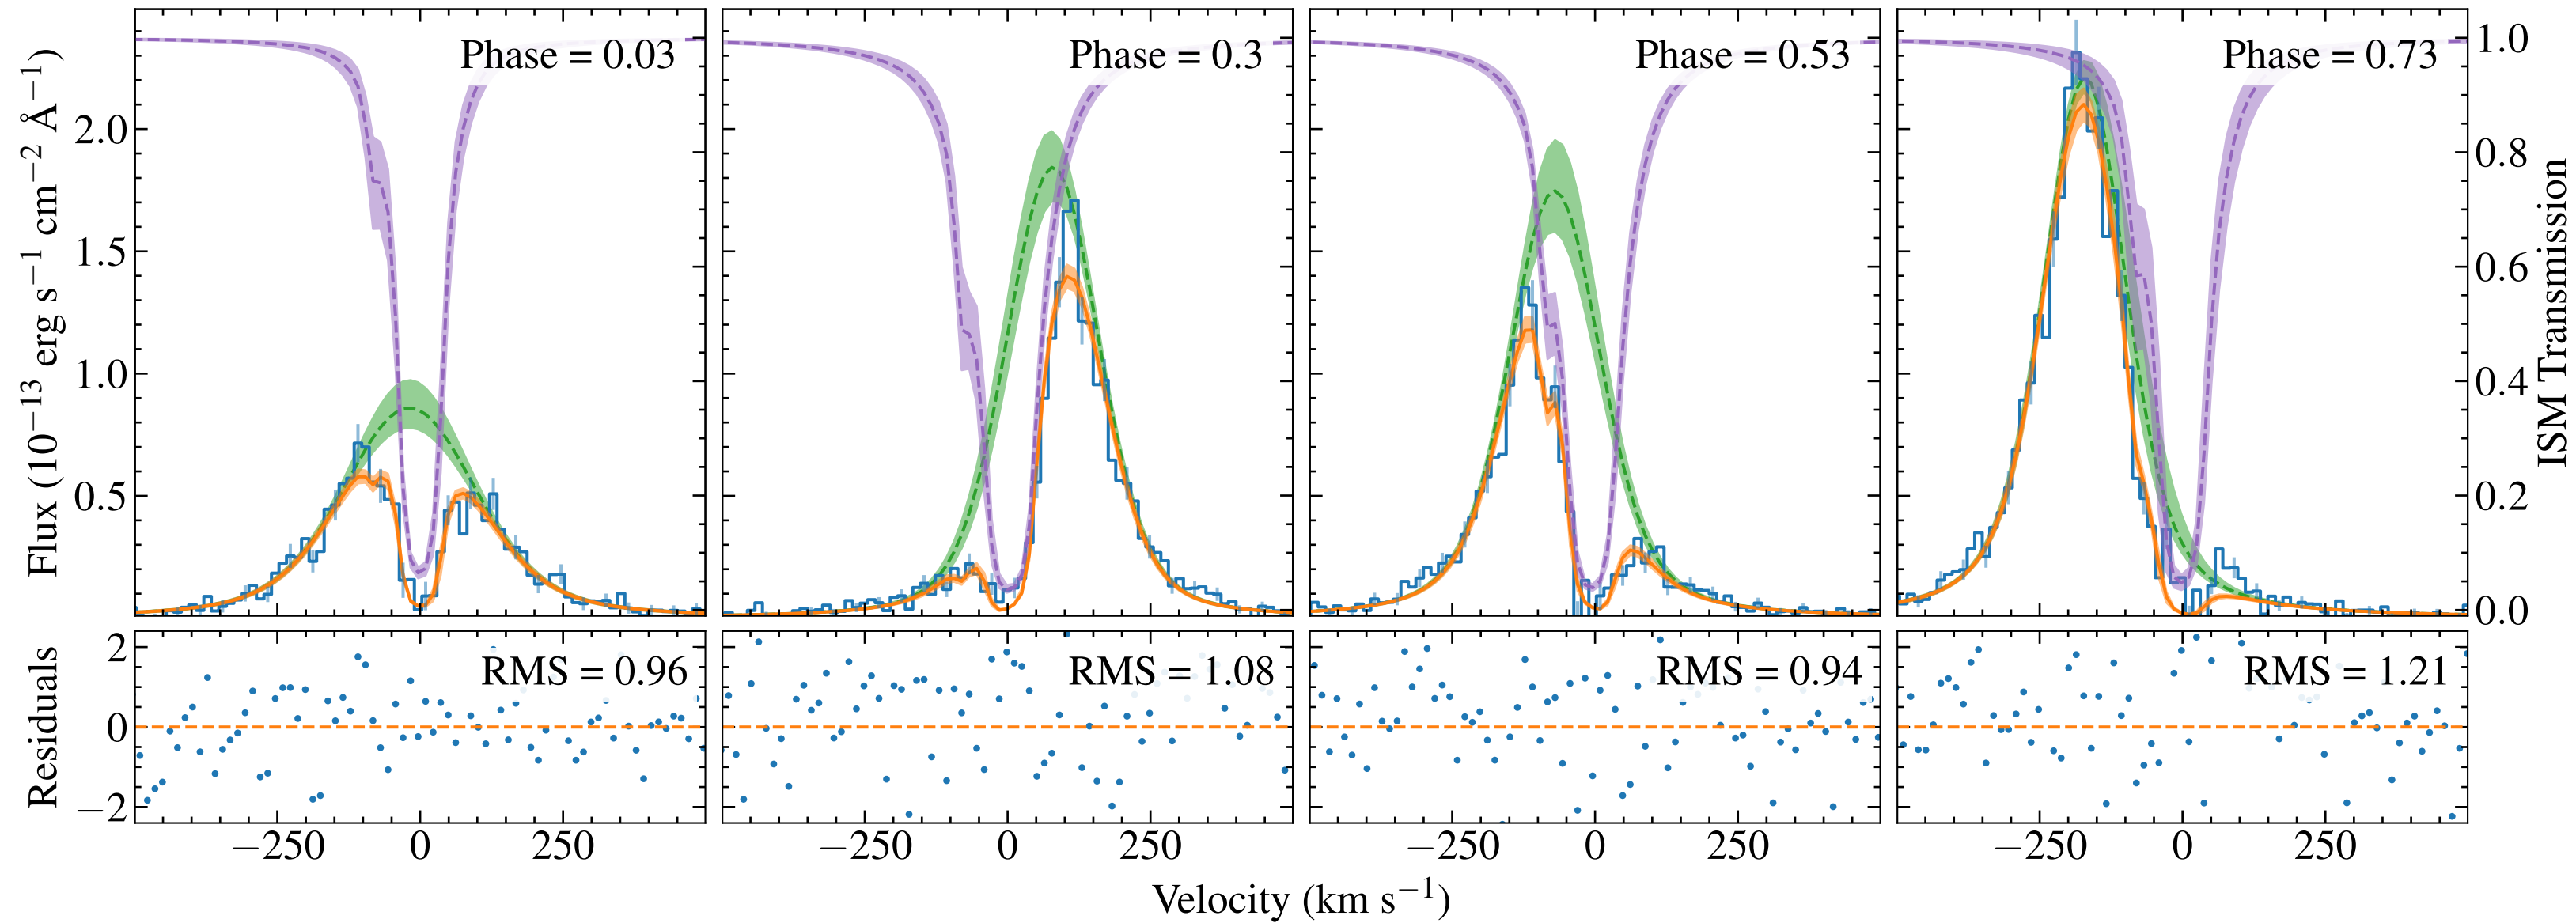 Phase = 0.03
Phase = 0.3
Phase = 0.53
Phase = 0.73
Flux (10⁻¹³ erg s⁻¹ cm⁻² Å⁻¹)
2.0
1.5
1.0
0.5
1.0
0.8
0.6
0.4
0.2
0.0
ISM Transmission
Residuals
2
0
−2
RMS = 0.96
RMS = 1.08
RMS = 0.94
RMS = 1.21
−250 0 250
−250 0 250
−250 0 250
−250 0 250
Velocity (km s⁻¹)